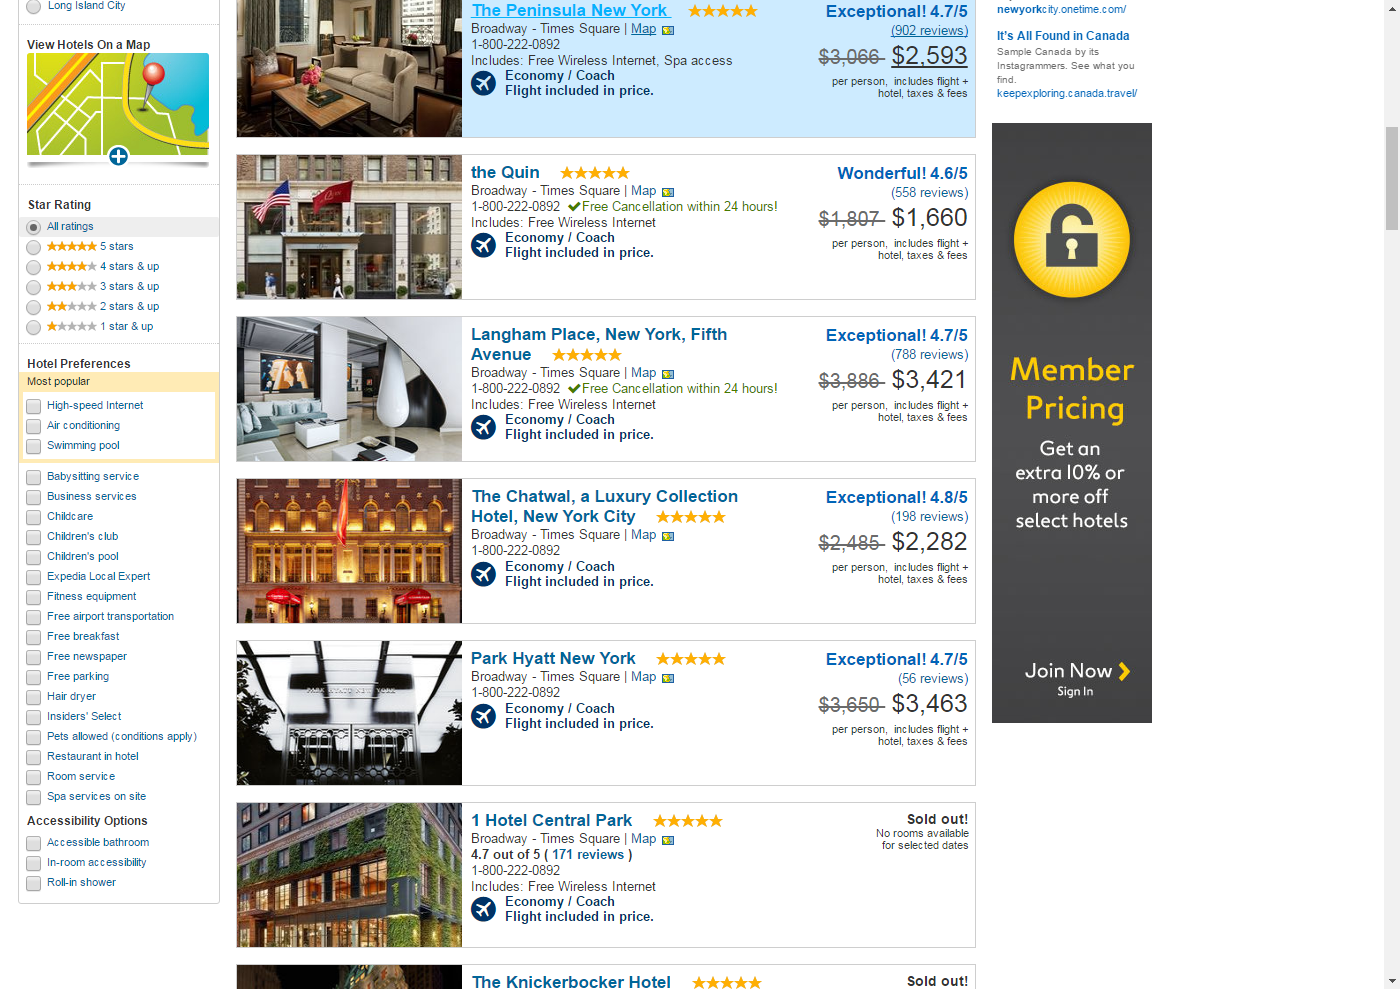 Long Island City
View Hotels On a Map
Star Rating
All ratings
5 stars
4 stars & up
3 stars & up
2 stars & up
1 star & up
Hotel Preferences
Most popular
High-speed Internet
Air conditioning
Swimming pool
Babysitting service
Business services
Childcare
Children's club
Children's pool
Expedia Local Expert
Fitness equipment
Free airport transportation
Free breakfast
Free newspaper
Free parking
Hair dryer
Insiders' Select
Pets allowed (conditions apply)
Restaurant in hotel
Room service
Spa services on site
Accessibility Options
Accessible bathroom
In-room accessibility
Roll-in shower
The Peninsula New York
Broadway - Times Square | Map
1-800-222-0892
Includes: Free Wireless Internet, Spa access
Economy / Coach
Flight included in price.
Exceptional! 4.7/5
(902 reviews)
$3,066 $2,593
per person, includes flight +
hotel, taxes & fees
the Quin
Broadway - Times Square | Map
1-800-222-0892 Free Cancellation within 24 hours!
Includes: Free Wireless Internet
Economy / Coach
Flight included in price.
Wonderful! 4.6/5
(558 reviews)
$1,807 $1,660
per person, includes flight +
hotel, taxes & fees
Langham Place, New York, Fifth
Avenue
Broadway - Times Square | Map
1-800-222-0892 Free Cancellation within 24 hours!
Includes: Free Wireless Internet
Economy / Coach
Flight included in price.
Exceptional! 4.7/5
(788 reviews)
$3,886 $3,421
per person, includes flight +
hotel, taxes & fees
The Chatwal, a Luxury Collection
Hotel, New York City
Broadway - Times Square | Map
1-800-222-0892
Economy / Coach
Flight included in price.
Exceptional! 4.8/5
(198 reviews)
$2,485 $2,282
per person, includes flight +
hotel, taxes & fees
PARK HYATT NEW YORK
Park Hyatt New York
Broadway - Times Square | Map
1-800-222-0892
Economy / Coach
Flight included in price.
Exceptional! 4.7/5
(56 reviews)
$3,650 $3,463
per person, includes flight +
hotel, taxes & fees
1 Hotel Central Park
Broadway - Times Square | Map
4.7 out of 5 ( 171 reviews )
1-800-222-0892
Includes: Free Wireless Internet
Economy / Coach
Flight included in price.
Sold out!
No rooms available
for selected dates
The Knickerbocker Hotel
Sold out!
newyorkcity.onetime.com/
It's All Found in Canada
Sample Canada by its
Instagrammers. See what you
find.
keepexploring.canada.travel/
Member
Pricing
Get an
extra 10% or
more off
select hotels
Join Now
Sign In